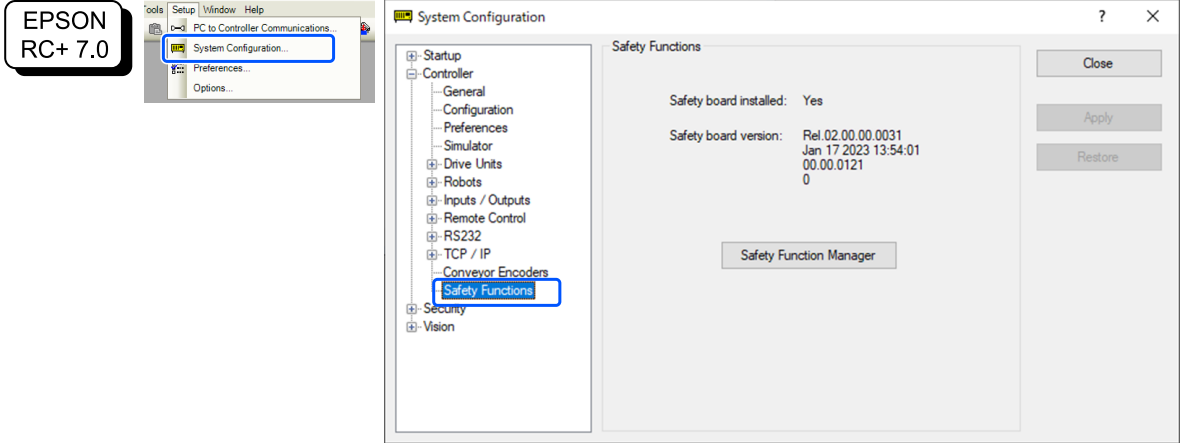 EPSON
RC+ 7.0
Tools Setup Window Help
PC to Controller Communications...
System Configuration...
Preferences...
Options...
System Configuration
?
Startup
Controller
General
Configuration
Preferences
Simulator
Drive Units
Robots
Inputs / Outputs
Remote Control
RS232
TCP / IP
Conveyor Encoders
Safety Functions
Security
Vision
Safety Functions
Safety board installed: Yes
Safety board version: Rel.02.00.00.0031
Jan 17 2023 13:54:01
00.00.0121
0
Safety Function Manager
Close
Apply
Restore